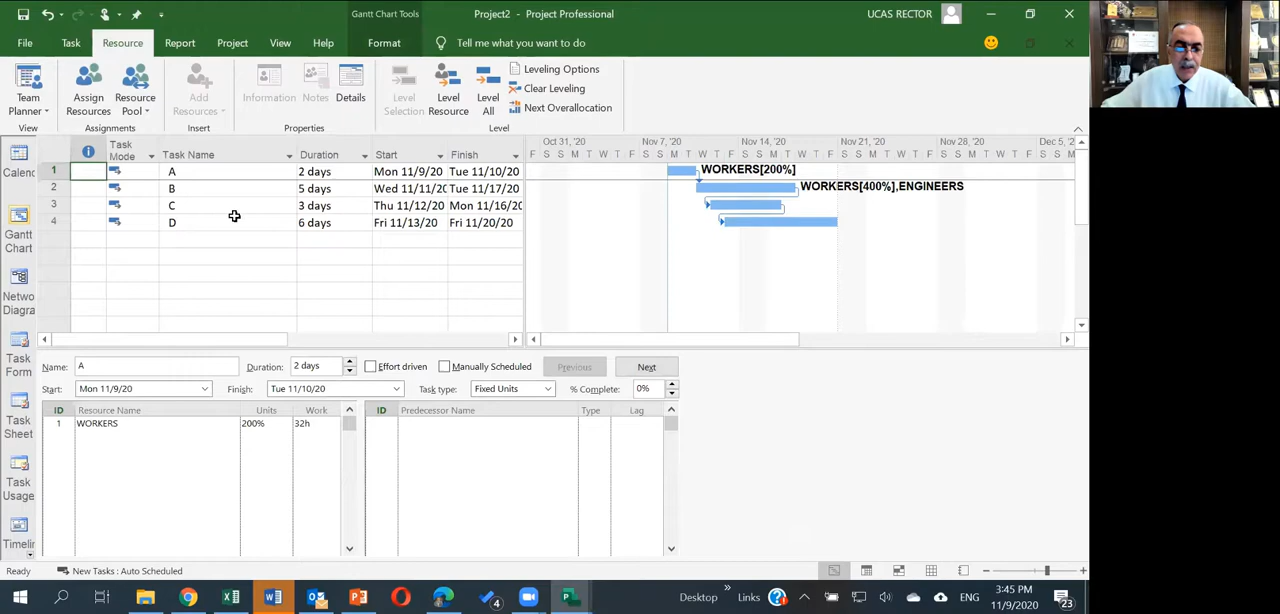 Gantt Chart Tools
Project2 - Project Professional
UCAS RECTOR
File Task Resource Report Project View Help Format Tell me what you want to do
Team Planner
Assign Resources
Resource Pool
Add Resources
Information
Notes
Details
Level Selection
Level Resource
Level All
Leveling Options
Clear Leveling
Next Overallocation
View Assignments Insert Properties Level
Task Mode Task Name Duration Start Finish
Oct 31, '20 Nov 7, '20 Nov 14, '20 Nov 21, '20 Nov 28, '20 Dec 5, '20
F S S M T W T F S S M T W T F S S M T W T F S S M T W T F S S M T W T F S S M
1 A 2 days Mon 11/9/20 Tue 11/10/20 WORKERS[200%]
2 B 5 days Wed 11/11/20 Tue 11/17/20 WORKERS[400%],ENGINEERS
3 C 3 days Thu 11/12/20 Mon 11/16/20
4 D 6 days Fri 11/13/20 Fri 11/20/20
Calenc
Gantt Chart
Networ Diagra
Task Form
Task Sheet
Task Usage
Timelin
Name: A Duration: 2 days Effort driven Manually Scheduled Previous Next
Start: Mon 11/9/20 Finish: Tue 11/10/20 Task type: Fixed Units % Complete: 0%
ID Resource Name Units Work ID Predecessor Name Type Lag
1 WORKERS 200% 32h
Ready New Tasks : Auto Scheduled
4 Desktop » Links ENG 3:45 PM
11/9/2020 23